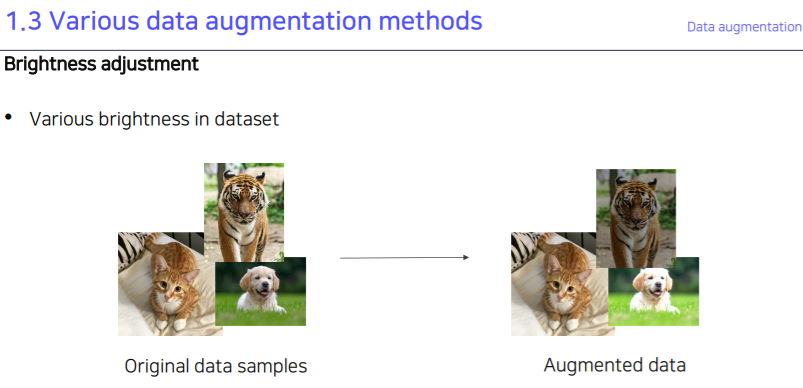 1.3 Various data augmentation methods
Data augmentation
Brightness adjustment
• Various brightness in dataset
Original data samples
Augmented data